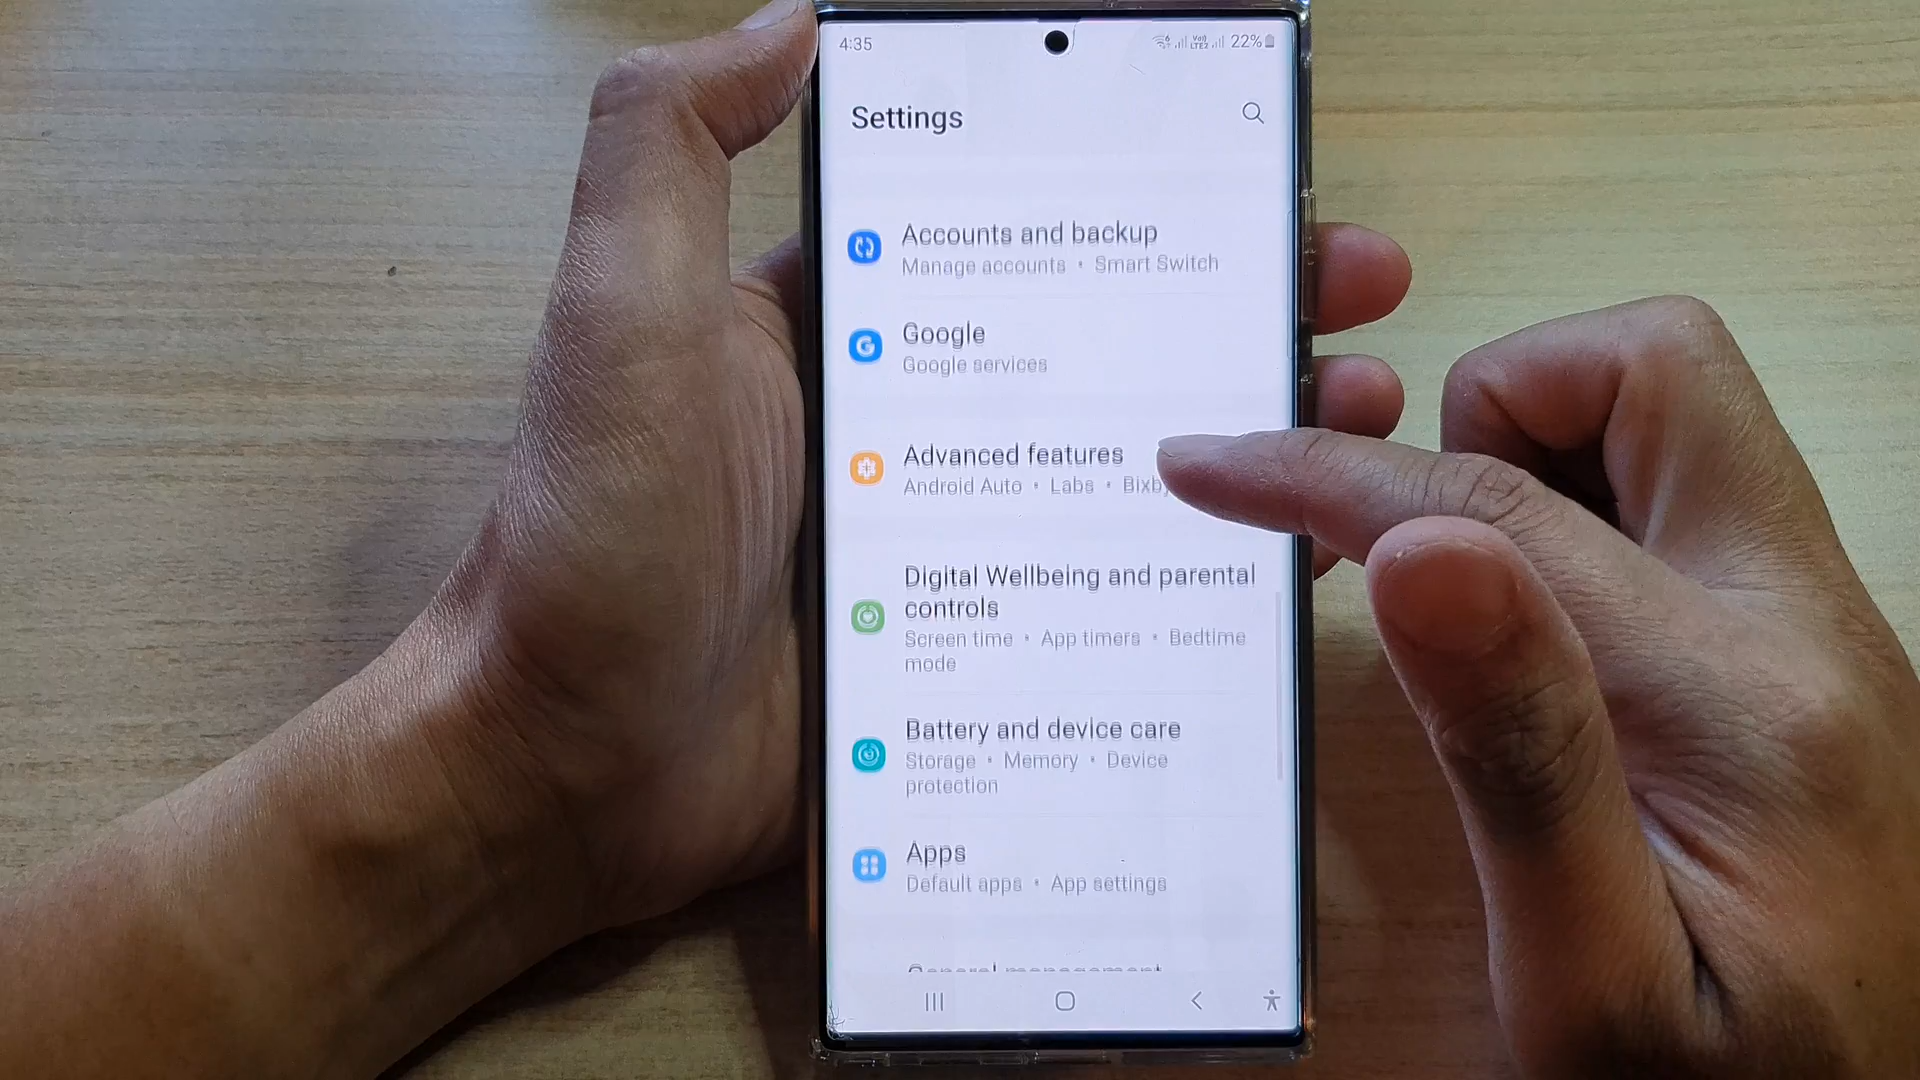 4:35
Vo)) LTE2 22%
Settings
Accounts and backup
Manage accounts • Smart Switch
G
Google
Google services
Advanced features
Android Auto • Labs • Bixby
Digital Wellbeing and parental
controls
Screen time • App timers • Bedtime
mode
Battery and device care
Storage • Memory • Device
protection
Apps
Default apps • App settings
General management